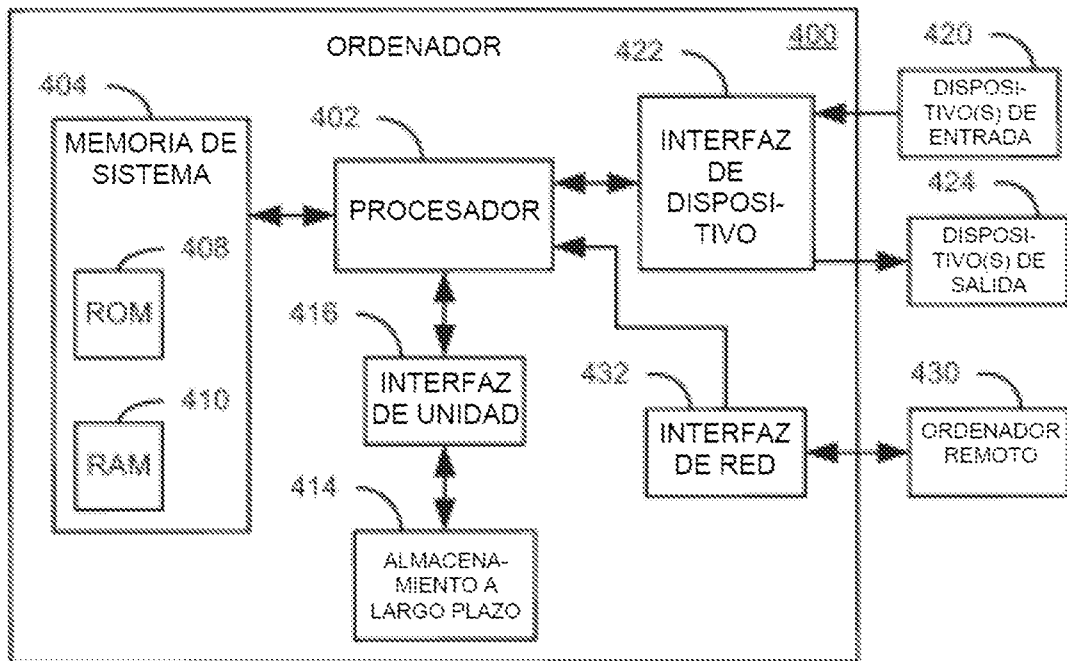 ORDENADOR
400
404
MEMORIA DE
SISTEMA
408
ROM
410
RAM
402
PROCESADOR
416
INTERFAZ
DE UNIDAD
414
ALMACENA-
MIENTO A
LARGO PLAZO
422
INTERFAZ
DE
DISPOSI-
TIVO
432
INTERFAZ
DE RED
420
DISPOSI-
TIVO(S) DE
ENTRADA
424
DISPOSI-
TIVO(S) DE
SALIDA
430
ORDENADOR
REMOTO